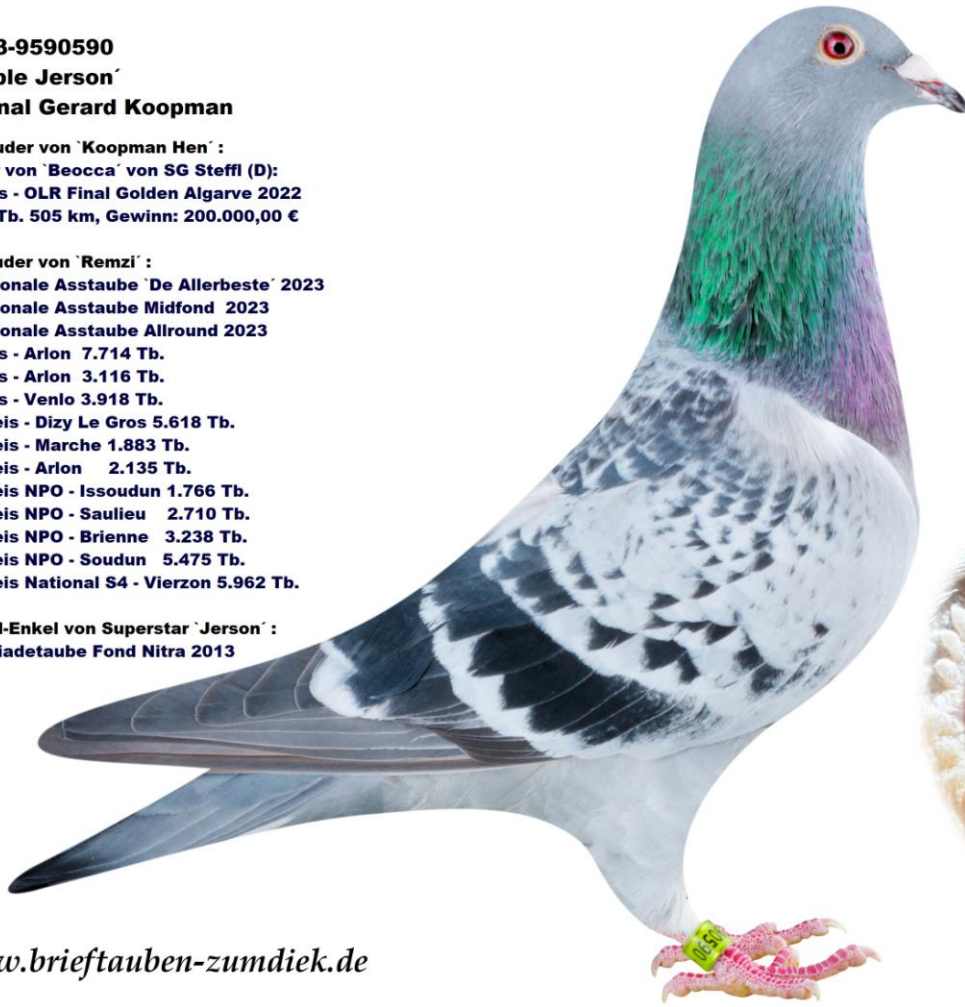 3-9590590
ple Jerson´
nal Gerard Koopman
uder von `Koopman Hen´ :
von `Beocca´ von SG Steffl (D):
s - OLR Final Golden Algarve 2022
Tb. 505 km, Gewinn: 200.000,00 €
uder von `Remzi´ :
onale Asstaube `De Allerbeste´ 2023
onale Asstaube Midfond 2023
onale Asstaube Allround 2023
s - Arlon 7.714 Tb.
s - Arlon 3.116 Tb.
s - Venlo 3.918 Tb.
eis - Dizy Le Gros 5.618 Tb.
eis - Marche 1.883 Tb.
eis - Arlon 2.135 Tb.
eis NPO - Issoudun 1.766 Tb.
eis NPO - Saulieu 2.710 Tb.
eis NPO - Brienne 3.238 Tb.
eis NPO - Soudun 5.475 Tb.
eis National S4 - Vierzon 5.962 Tb.
l-Enkel von Superstar `Jerson´ :
iadetaube Fond Nitra 2013
w.brieftauben-zumdiek.de